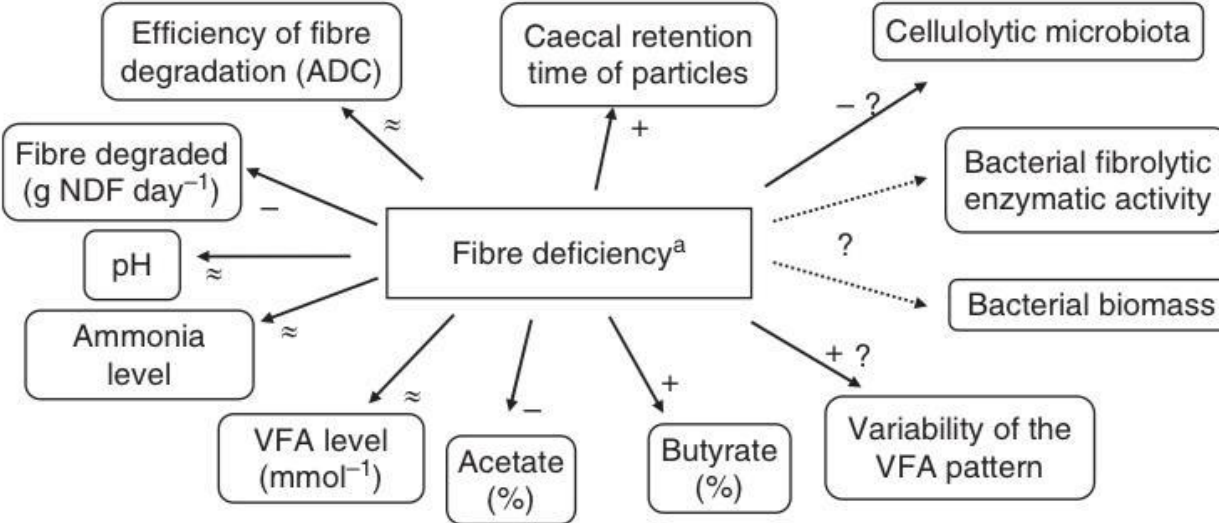 Efficiency of fibre
degradation (ADC)
≈
Caecal retention
time of particles
+
Cellulolytic microbiota
– ?
Fibre degraded
(g NDF day⁻¹)
–
Bacterial fibrolytic
enzymatic activity
pH
≈
Fibre deficiencyᵃ
?
Bacterial biomass
Ammonia
level
≈
VFA level
(mmol⁻¹)
≈
Acetate
(%)
–
Butyrate
(%)
+
Variability of the
VFA pattern
+ ?